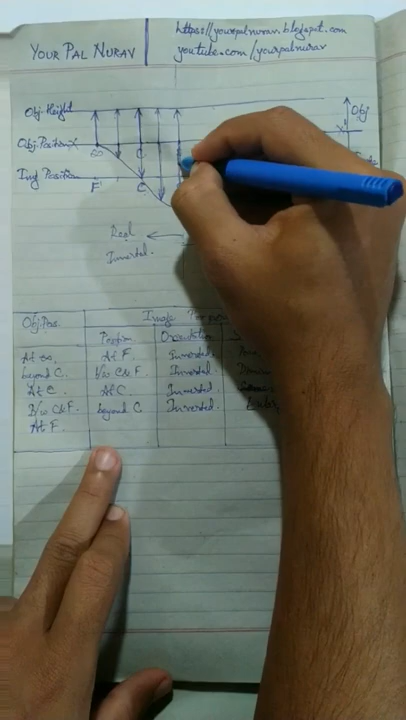 YOUR PAL NURAV
https://yourpalnurav.blogspot.com
youtube.com/yourpalnurav
Obj. Height
Obj
Obj. Position X
X'
∞ C
Img Position
F C
Real
Inverted.
Obj. Pos. Image
Position Orientation
At ∞, At F. Inverted.
beyond C. b/w C & F. Inverted.
At C. At C. Inverted.
B/w C & F. beyond C Inverted.
At F.